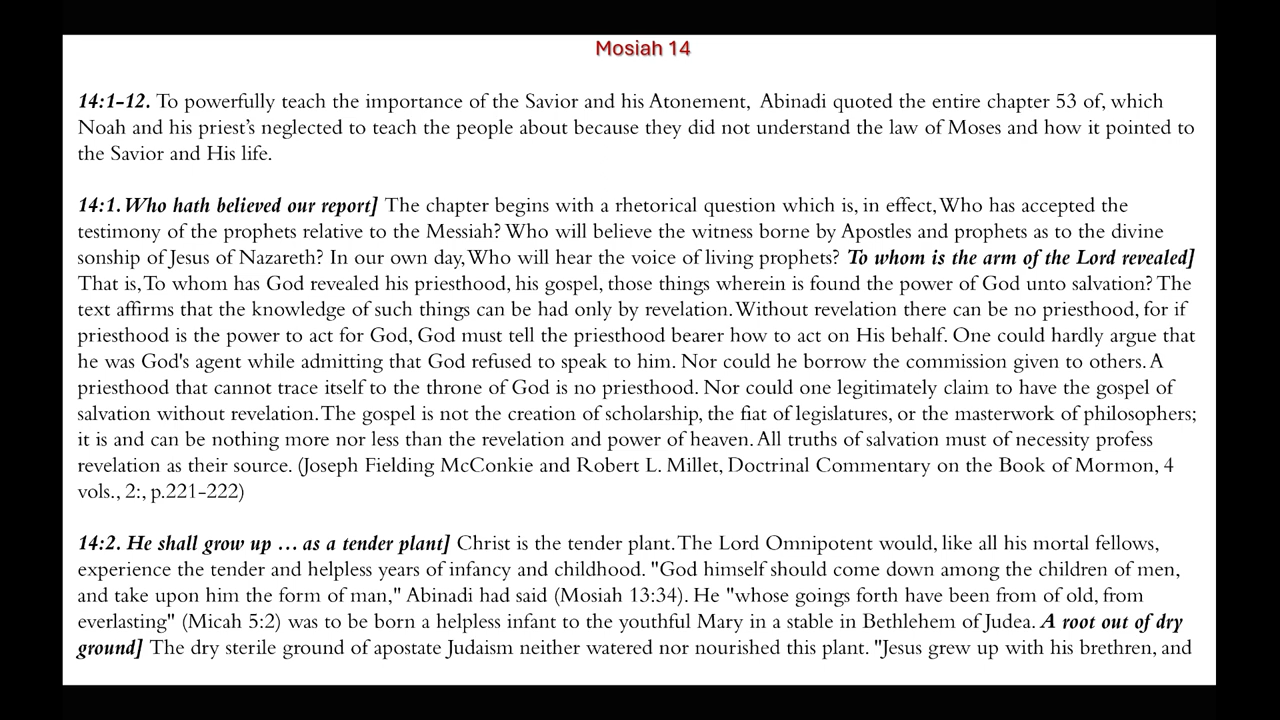 Mosiah 14
14:1-12. To powerfully teach the importance of the Savior and his Atonement, Abinadi quoted the entire chapter 53 of, which
Noah and his priest's neglected to teach the people about because they did not understand the law of Moses and how it pointed to
the Savior and His life.
14:1. Who hath believed our report] The chapter begins with a rhetorical question which is, in effect, Who has accepted the
testimony of the prophets relative to the Messiah? Who will believe the witness borne by Apostles and prophets as to the divine
sonship of Jesus of Nazareth? In our own day, Who will hear the voice of living prophets? To whom is the arm of the Lord revealed]
That is, To whom has God revealed his priesthood, his gospel, those things wherein is found the power of God unto salvation? The
text affirms that the knowledge of such things can be had only by revelation. Without revelation there can be no priesthood, for if
priesthood is the power to act for God, God must tell the priesthood bearer how to act on His behalf. One could hardly argue that
he was God's agent while admitting that God refused to speak to him. Nor could he borrow the commission given to others. A
priesthood that cannot trace itself to the throne of God is no priesthood. Nor could one legitimately claim to have the gospel of
salvation without revelation. The gospel is not the creation of scholarship, the fiat of legislatures, or the masterwork of philosophers;
it is and can be nothing more nor less than the revelation and power of heaven. All truths of salvation must of necessity profess
revelation as their source. (Joseph Fielding McConkie and Robert L. Millet, Doctrinal Commentary on the Book of Mormon, 4
vols., 2:, p.221-222)
14:2. He shall grow up … as a tender plant] Christ is the tender plant. The Lord Omnipotent would, like all his mortal fellows,
experience the tender and helpless years of infancy and childhood. "God himself should come down among the children of men,
and take upon him the form of man," Abinadi had said (Mosiah 13:34). He "whose goings forth have been from of old, from
everlasting" (Micah 5:2) was to be born a helpless infant to the youthful Mary in a stable in Bethlehem of Judea. A root out of dry
ground] The dry sterile ground of apostate Judaism neither watered nor nourished this plant. "Jesus grew up with his brethren, and